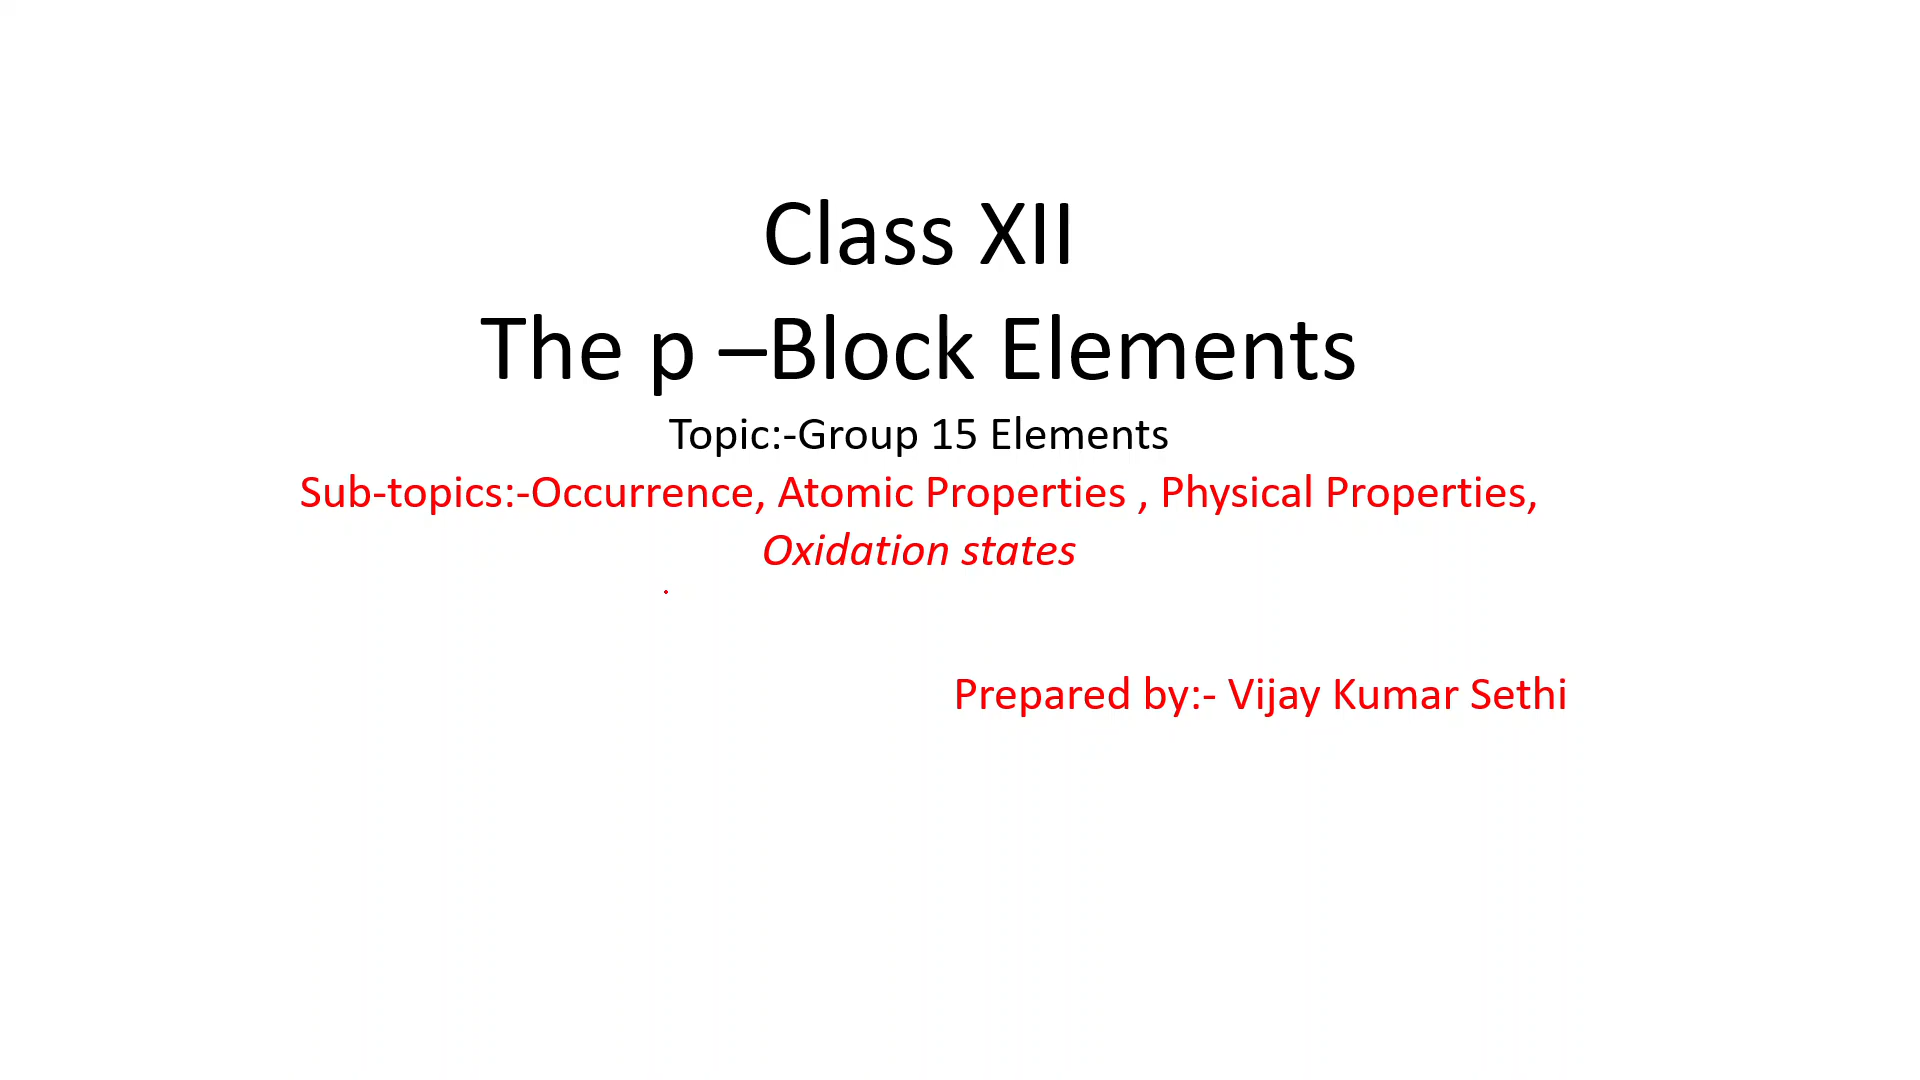 Class XII
The p –Block Elements
Topic:-Group 15 Elements
Sub-topics:-Occurrence, Atomic Properties , Physical Properties,
Oxidation states
Prepared by:- Vijay Kumar Sethi